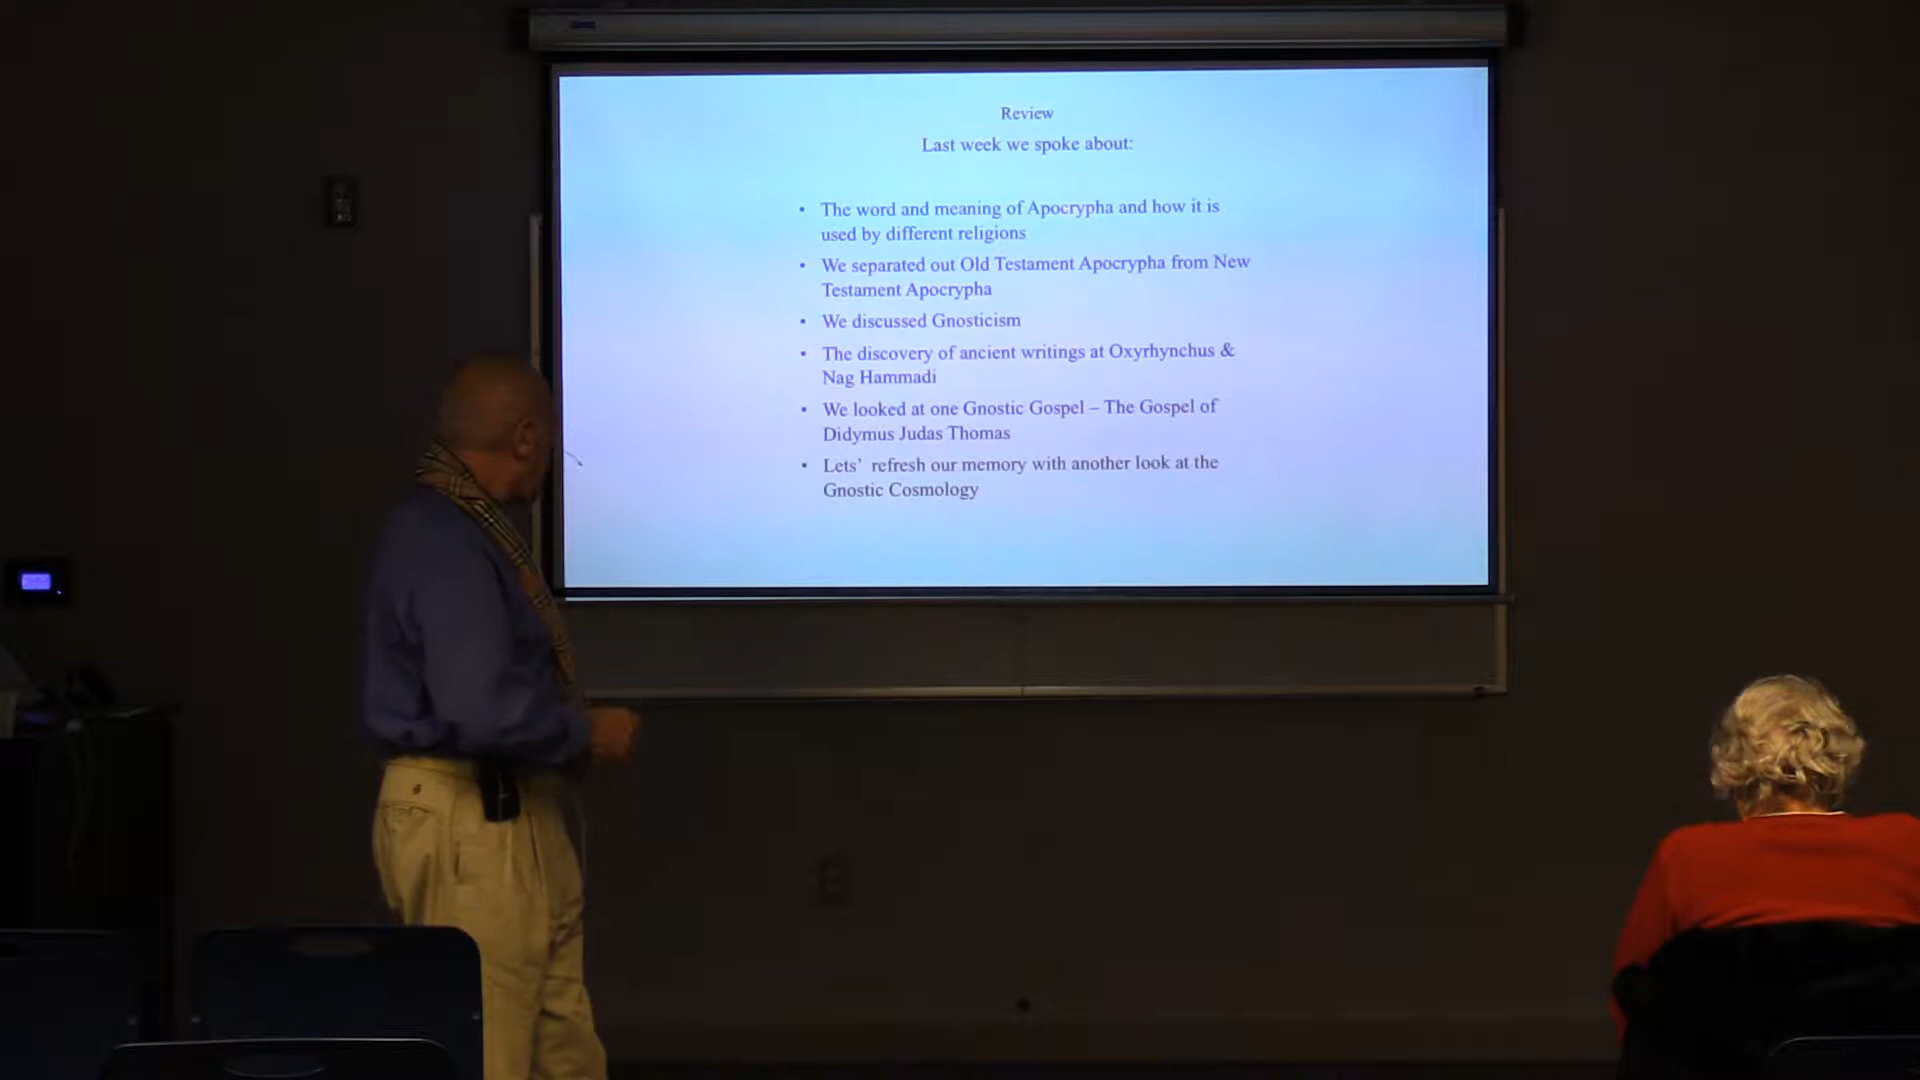 Review
Last week we spoke about:
• The word and meaning of Apocrypha and how it is
used by different religions
• We separated out Old Testament Apocrypha from New
Testament Apocrypha
• We discussed Gnosticism
• The discovery of ancient writings at Oxyrhynchus &
Nag Hammadi
• We looked at one Gnostic Gospel – The Gospel of
Didymus Judas Thomas
• Lets’ refresh our memory with another look at the
Gnostic Cosmology